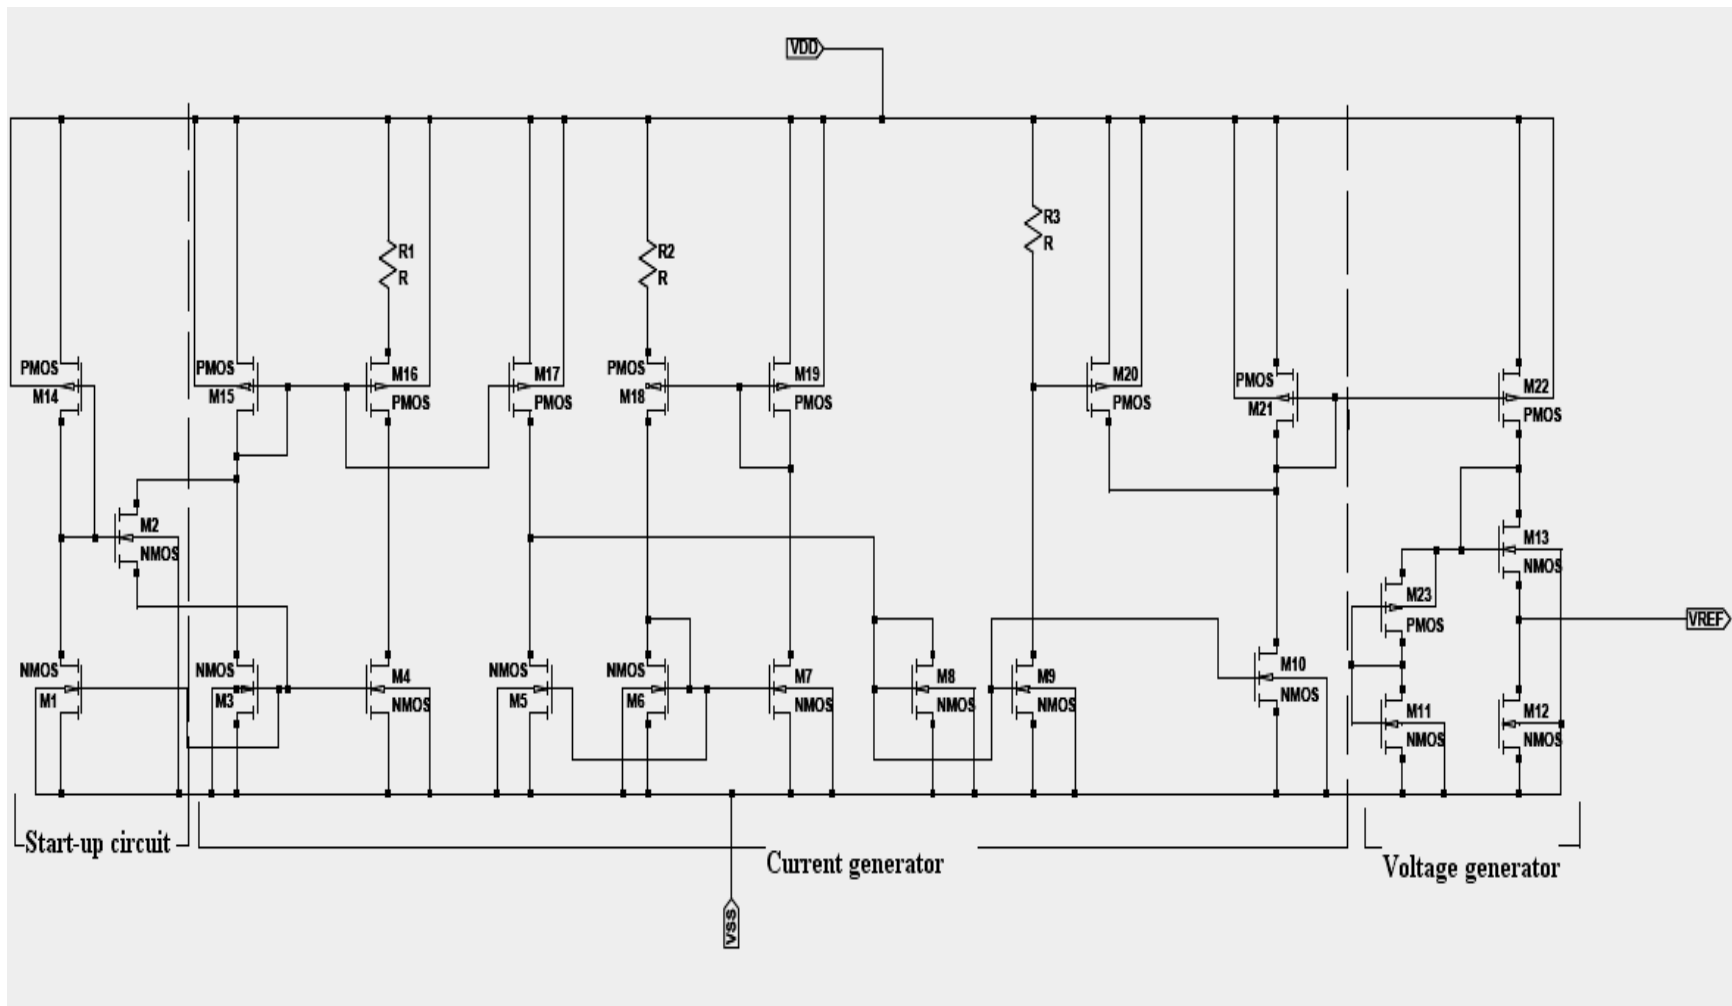 VDD
R1
R
R2
R
R3
R
PMOS
M14
PMOS
M15
M16
PMOS
M17
PMOS
PMOS
M18
M19
PMOS
M20
PMOS
PMOS
M21
M22
PMOS
M2
NMOS
M13
NMOS
M23
PMOS
VREF
NMOS
M1
NMOS
M3
M4
NMOS
NMOS
M5
NMOS
M6
M7
NMOS
M8
NMOS
M9
NMOS
M10
NMOS
M11
NMOS
M12
NMOS
Start-up circuit
Current generator
Voltage generator
VSS